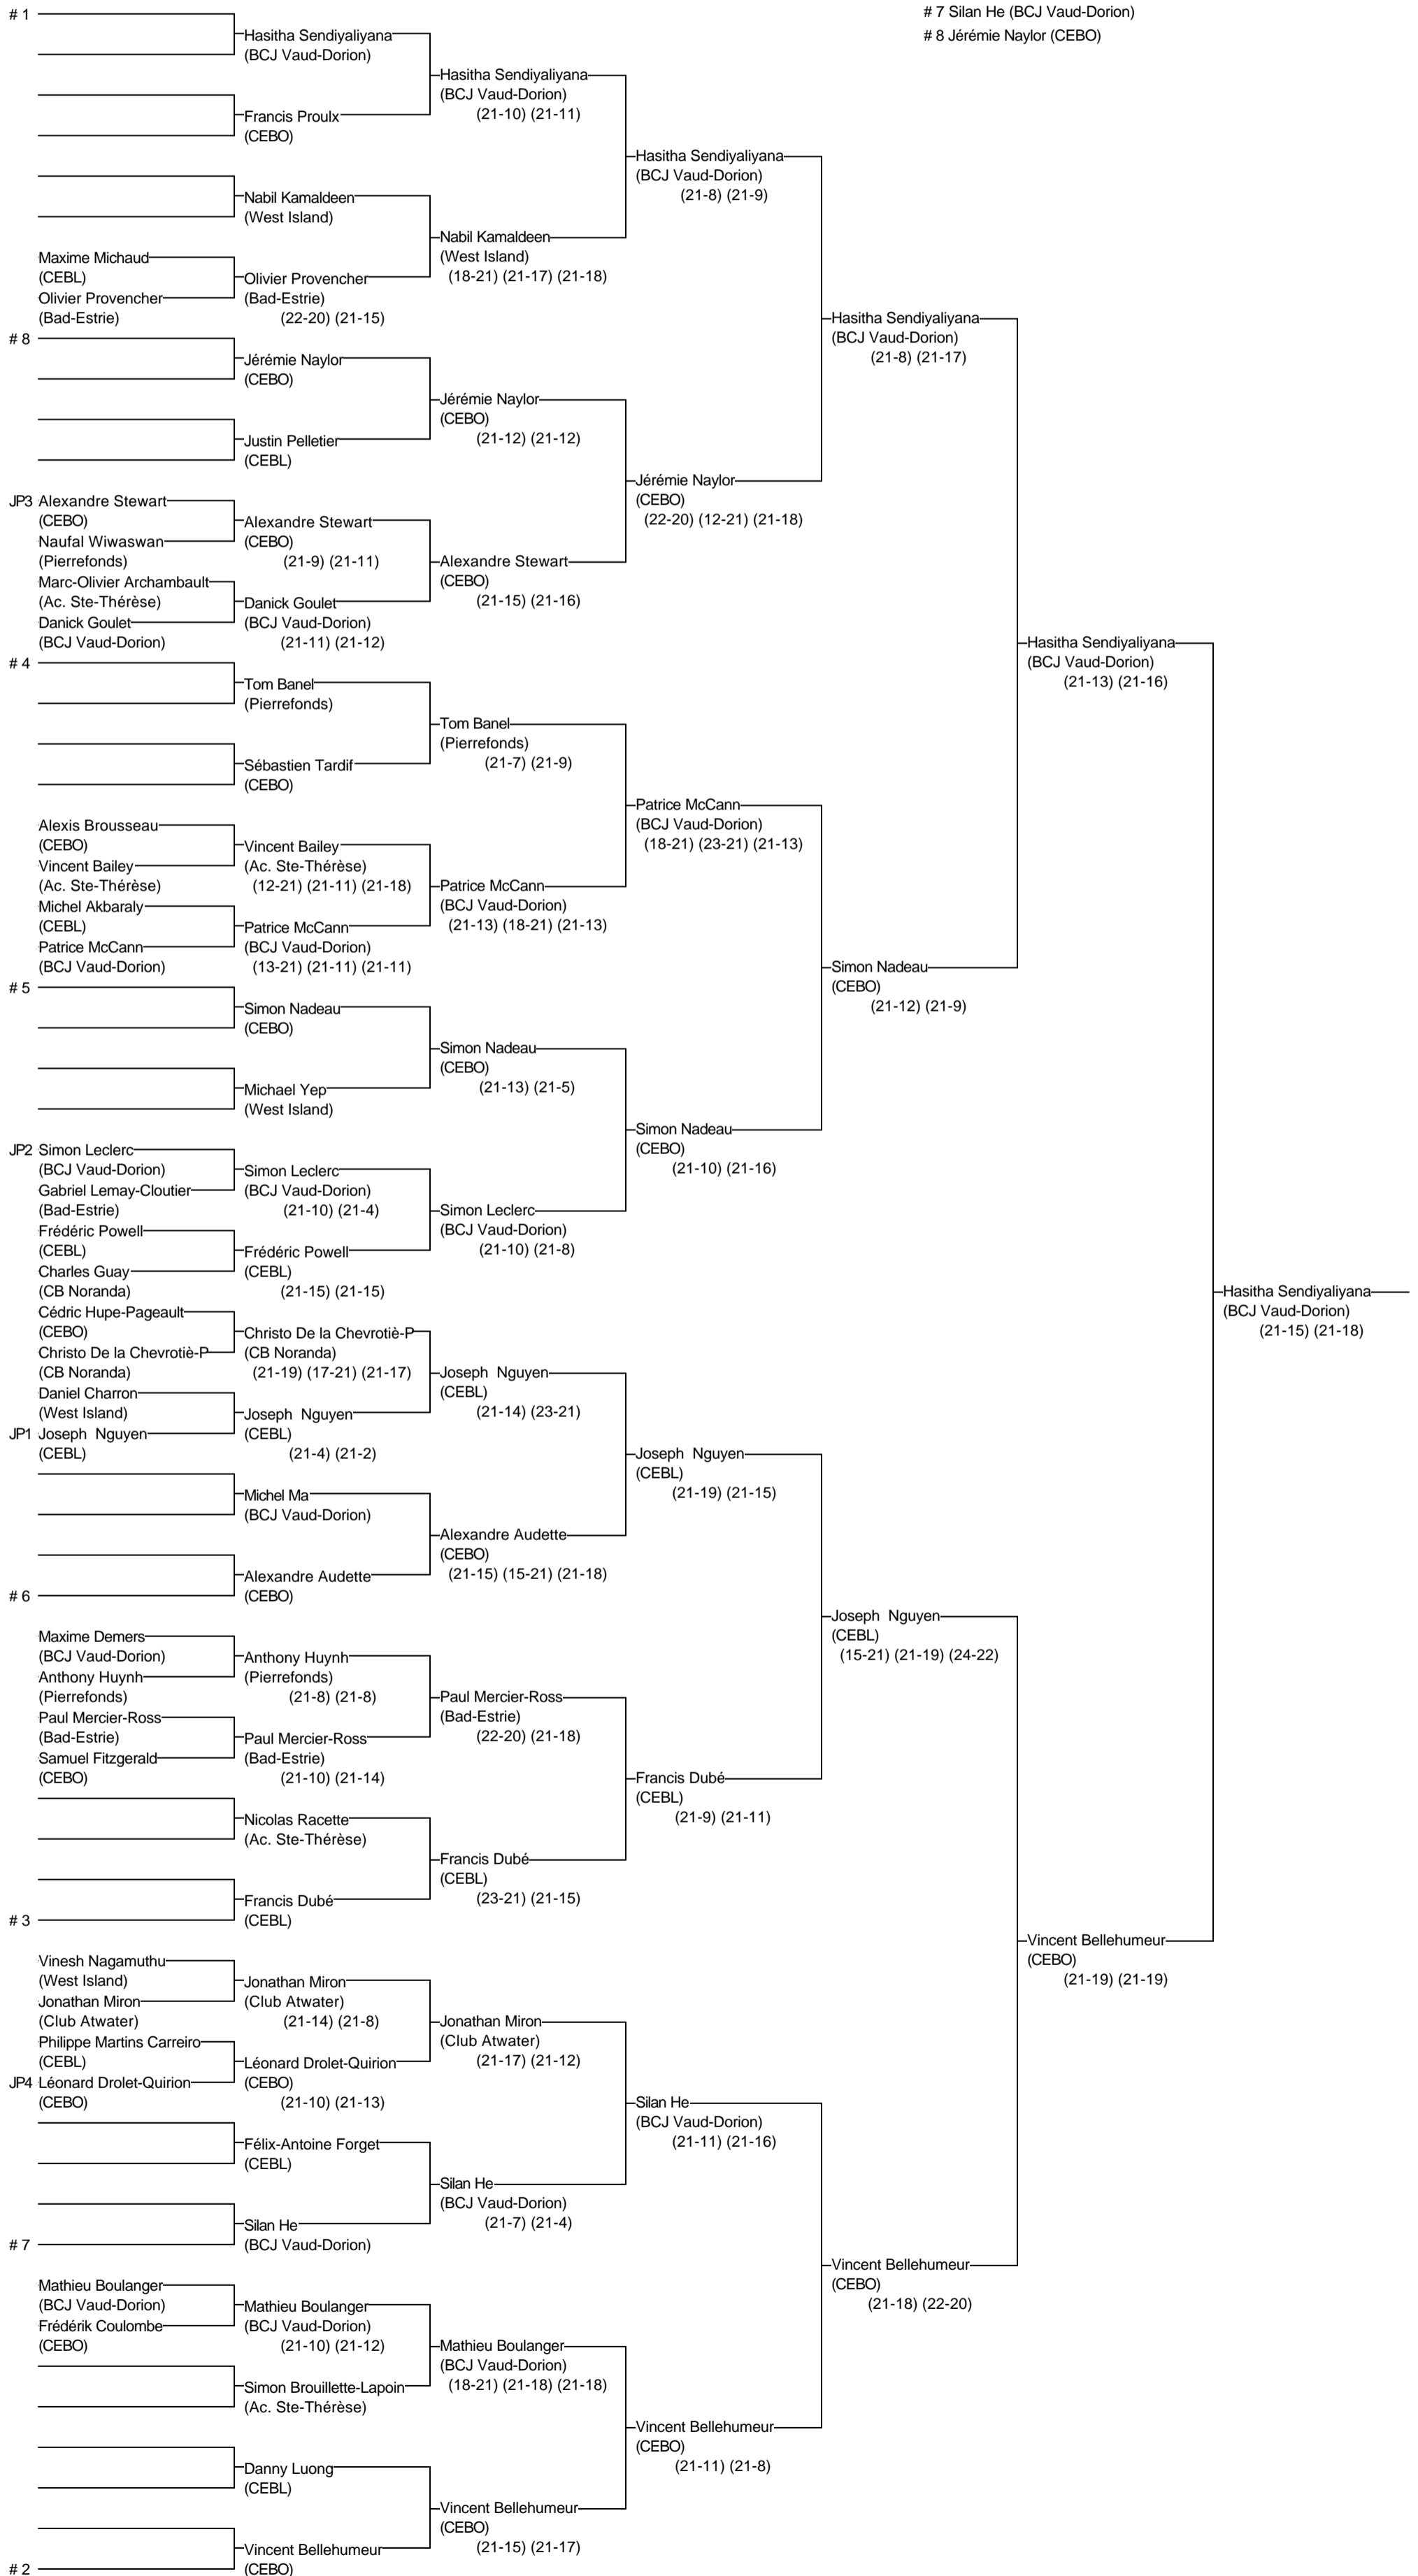 # 7 Silan He (BCJ Vaud-Dorion)
# 8 Jérémie Naylor (CEBO)
# 1
Hasitha Sendiyaliyana
(BCJ Vaud-Dorion)
Hasitha Sendiyaliyana
(BCJ Vaud-Dorion)
(21-10) (21-11)
Francis Proulx
(CEBO)
Hasitha Sendiyaliyana
(BCJ Vaud-Dorion)
(21-8) (21-9)
Nabil Kamaldeen
(West Island)
Nabil Kamaldeen
(West Island)
(18-21) (21-17) (21-18)
Maxime Michaud
(CEBL)
Olivier Provencher
(Bad-Estrie)
Olivier Provencher
(Bad-Estrie)
(22-20) (21-15)
Hasitha Sendiyaliyana
(BCJ Vaud-Dorion)
(21-8) (21-17)
# 8
Jérémie Naylor
(CEBO)
Jérémie Naylor
(CEBO)
(21-12) (21-12)
Justin Pelletier
(CEBL)
Jérémie Naylor
(CEBO)
(22-20) (12-21) (21-18)
JP3 Alexandre Stewart
(CEBO)
Naufal Wiwaswan
(Pierrefonds)
Alexandre Stewart
(CEBO)
(21-9) (21-11)
Alexandre Stewart
(CEBO)
(21-15) (21-16)
Marc-Olivier Archambault
(Ac. Ste-Thérèse)
Danick Goulet
(BCJ Vaud-Dorion)
Danick Goulet
(BCJ Vaud-Dorion)
(21-11) (21-12)
Hasitha Sendiyaliyana
(BCJ Vaud-Dorion)
(21-13) (21-16)
# 4
Tom Banel
(Pierrefonds)
Tom Banel
(Pierrefonds)
(21-7) (21-9)
Sébastien Tardif
(CEBO)
Patrice McCann
(BCJ Vaud-Dorion)
(18-21) (23-21) (21-13)
Alexis Brousseau
(CEBO)
Vincent Bailey
(Ac. Ste-Thérèse)
Vincent Bailey
(Ac. Ste-Thérèse)
(12-21) (21-11) (21-18)
Patrice McCann
(BCJ Vaud-Dorion)
(21-13) (18-21) (21-13)
Michel Akbaraly
(CEBL)
Patrice McCann
(BCJ Vaud-Dorion)
Patrice McCann
(BCJ Vaud-Dorion)
(13-21) (21-11) (21-11)
Simon Nadeau
(CEBO)
(21-12) (21-9)
# 5
Simon Nadeau
(CEBO)
Simon Nadeau
(CEBO)
(21-13) (21-5)
Michael Yep
(West Island)
Simon Nadeau
(CEBO)
(21-10) (21-16)
JP2 Simon Leclerc
(BCJ Vaud-Dorion)
Gabriel Lemay-Cloutier
(Bad-Estrie)
Simon Leclerc
(BCJ Vaud-Dorion)
(21-10) (21-4)
Simon Leclerc
(BCJ Vaud-Dorion)
(21-10) (21-8)
Frédéric Powell
(CEBL)
Charles Guay
(CB Noranda)
Frédéric Powell
(CEBL)
(21-15) (21-15)
Hasitha Sendiyaliyana
(BCJ Vaud-Dorion)
(21-15) (21-18)
Cédric Hupe-Pageault
(CEBO)
Christo De la Chevrotiè-P
(CB Noranda)
Christo De la Chevrotiè-P
(CB Noranda)
(21-19) (17-21) (21-17)
Joseph Nguyen
(CEBL)
(21-14) (23-21)
Daniel Charron
(West Island)
JP1 Joseph Nguyen
(CEBL)
Joseph Nguyen
(CEBL)
(21-4) (21-2)
Joseph Nguyen
(CEBL)
(21-19) (21-15)
Michel Ma
(BCJ Vaud-Dorion)
Alexandre Audette
(CEBO)
(21-15) (15-21) (21-18)
Alexandre Audette
(CEBO)
# 6
Joseph Nguyen
(CEBL)
(15-21) (21-19) (24-22)
Maxime Demers
(BCJ Vaud-Dorion)
Anthony Huynh
(Pierrefonds)
Anthony Huynh
(Pierrefonds)
(21-8) (21-8)
Paul Mercier-Ross
(Bad-Estrie)
(22-20) (21-18)
Paul Mercier-Ross
(Bad-Estrie)
Samuel Fitzgerald
(CEBO)
Paul Mercier-Ross
(Bad-Estrie)
(21-10) (21-14)
Francis Dubé
(CEBL)
(21-9) (21-11)
Nicolas Racette
(Ac. Ste-Thérèse)
Francis Dubé
(CEBL)
(23-21) (21-15)
Francis Dubé
(CEBL)
# 3
Vincent Bellehumeur
(CEBO)
(21-19) (21-19)
Vinesh Nagamuthu
(West Island)
Jonathan Miron
(Club Atwater)
Jonathan Miron
(Club Atwater)
(21-14) (21-8)
Jonathan Miron
(Club Atwater)
(21-17) (21-12)
Philippe Martins Carreiro
(CEBL)
JP4 Léonard Drolet-Quirion
(CEBO)
Léonard Drolet-Quirion
(CEBO)
(21-10) (21-13)
Silan He
(BCJ Vaud-Dorion)
(21-11) (21-16)
Félix-Antoine Forget
(CEBL)
Silan He
(BCJ Vaud-Dorion)
(21-7) (21-4)
Silan He
(BCJ Vaud-Dorion)
# 7
Vincent Bellehumeur
(CEBO)
(21-18) (22-20)
Mathieu Boulanger
(BCJ Vaud-Dorion)
Frédérik Coulombe
(CEBO)
Mathieu Boulanger
(BCJ Vaud-Dorion)
(21-10) (21-12)
Mathieu Boulanger
(BCJ Vaud-Dorion)
(18-21) (21-18) (21-18)
Simon Brouillette-Lapoin
(Ac. Ste-Thérèse)
Vincent Bellehumeur
(CEBO)
(21-11) (21-8)
Danny Luong
(CEBL)
Vincent Bellehumeur
(CEBO)
(21-15) (21-17)
Vincent Bellehumeur
(CEBO)
# 2